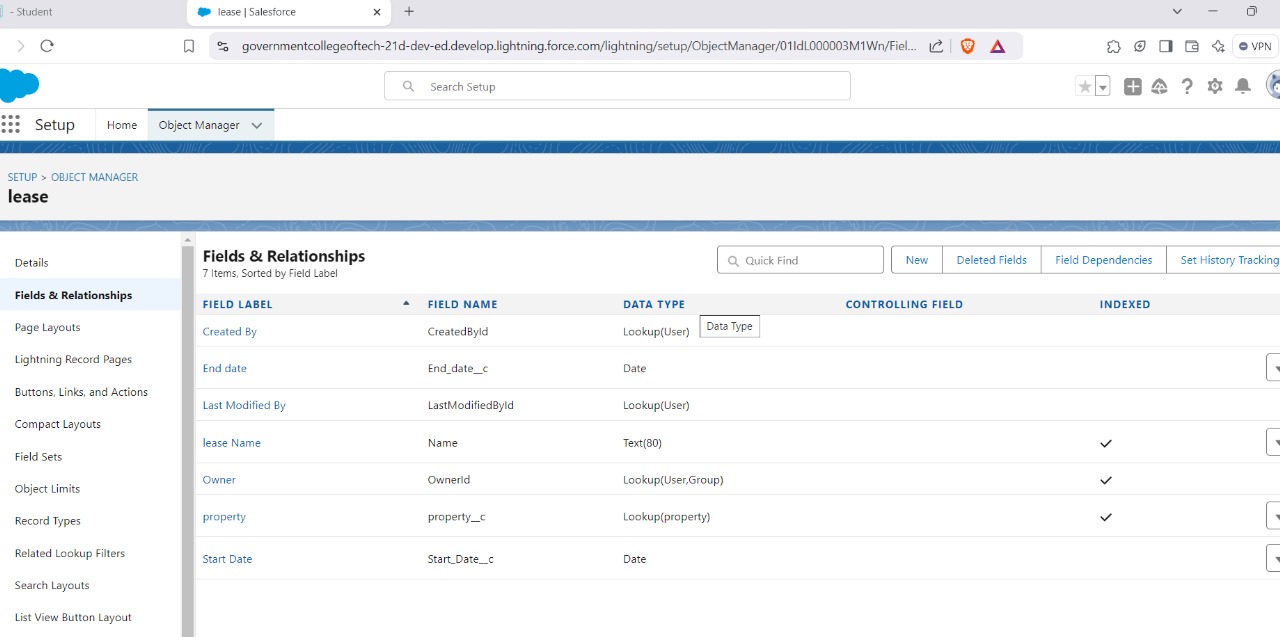 - Student
lease | Salesforce
governmentcollegeoftech-21d-dev-ed.develop.lightning.force.com/lightning/setup/ObjectManager/01IdL000003M1Wn/Fiel...
VPN
Search Setup
Setup
Home
Object Manager
SETUP > OBJECT MANAGER
lease
Details
Fields & Relationships
Page Layouts
Lightning Record Pages
Buttons, Links, and Actions
Compact Layouts
Field Sets
Object Limits
Record Types
Related Lookup Filters
Search Layouts
List View Button Layout
Fields & Relationships
7 Items, Sorted by Field Label
Quick Find
New
Deleted Fields
Field Dependencies
Set History Tracking
FIELD LABEL FIELD NAME DATA TYPE CONTROLLING FIELD INDEXED
Data Type
Created By CreatedById Lookup(User)
End date End_date__c Date
Last Modified By LastModifiedById Lookup(User)
lease Name Name Text(80)
Owner OwnerId Lookup(User,Group)
property property__c Lookup(property)
Start Date Start_Date__c Date